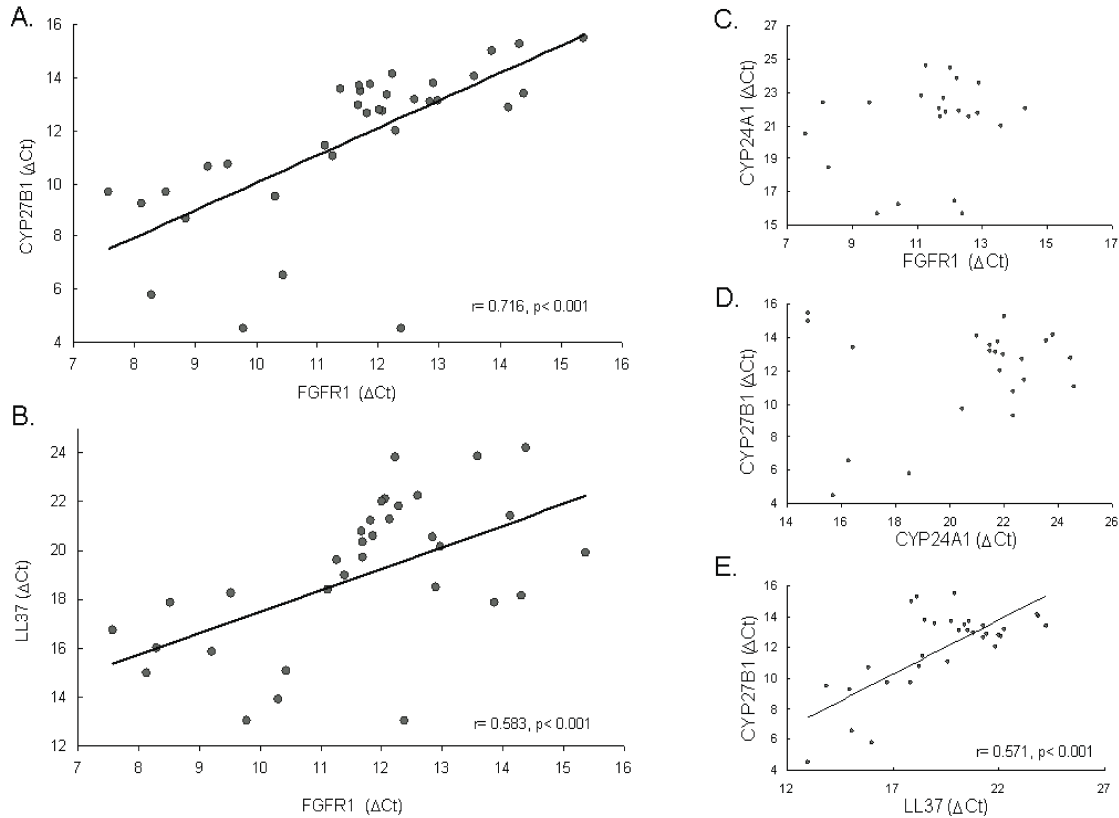 A.
16
14
12
10
8
6
4
CYP27B1 (ΔCt)
r= 0.716, p< 0.001
7 8 9 10 11 12 13 14 15 16
FGFR1 (ΔCt)
B.
24
22
20
18
16
14
12
LL37 (ΔCt)
r= 0.583, p< 0.001
7 8 9 10 11 12 13 14 15 16
FGFR1 (ΔCt)
C.
27
25
23
21
19
17
15
CYP24A1 (ΔCt)
7 9 11 13 15 17
FGFR1 (ΔCt)
D.
16
14
12
10
8
6
4
CYP27B1 (ΔCt)
14 16 18 20 22 24 26
CYP24A1 (ΔCt)
E.
16
14
12
10
8
6
4
CYP27B1 (ΔCt)
r= 0.571, p< 0.001
12 17 22 27
LL37 (ΔCt)